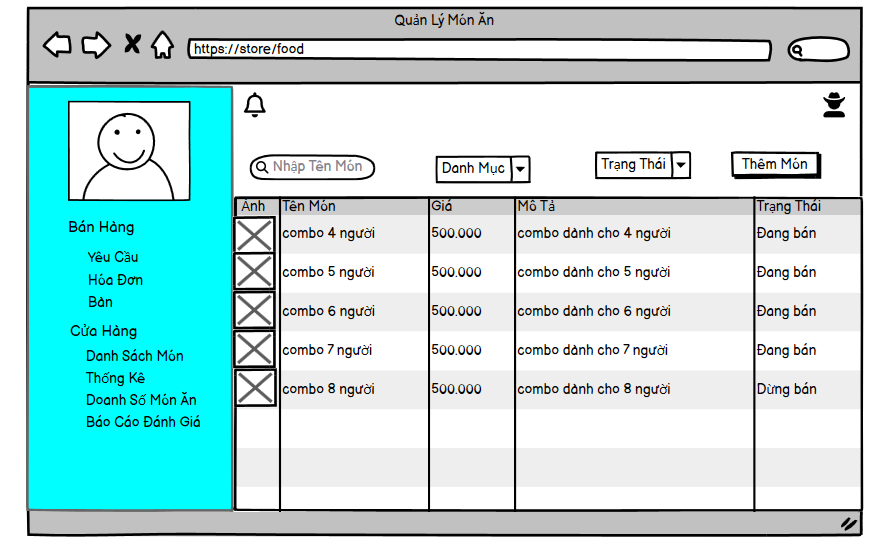 Quản Lý Món Ăn
https://store/food
Nhập Tên Món
Danh Mục
Trạng Thái
Thêm Món
Bán Hàng
Yêu Cầu
Hóa Đơn
Bàn
Cửa Hàng
Danh Sách Món
Thống Kê
Doanh Số Món Ăn
Báo Cáo Đánh Giá
Ảnh Tên Món Giá Mô Tả Trạng Thái
combo 4 người 500.000 combo dành cho 4 người Đang bán
combo 5 người 500.000 combo dành cho 5 người Đang bán
combo 6 người 500.000 combo dành cho 6 người Đang bán
combo 7 người 500.000 combo dành cho 7 người Đang bán
combo 8 người 500.000 combo dành cho 8 người Dừng bán